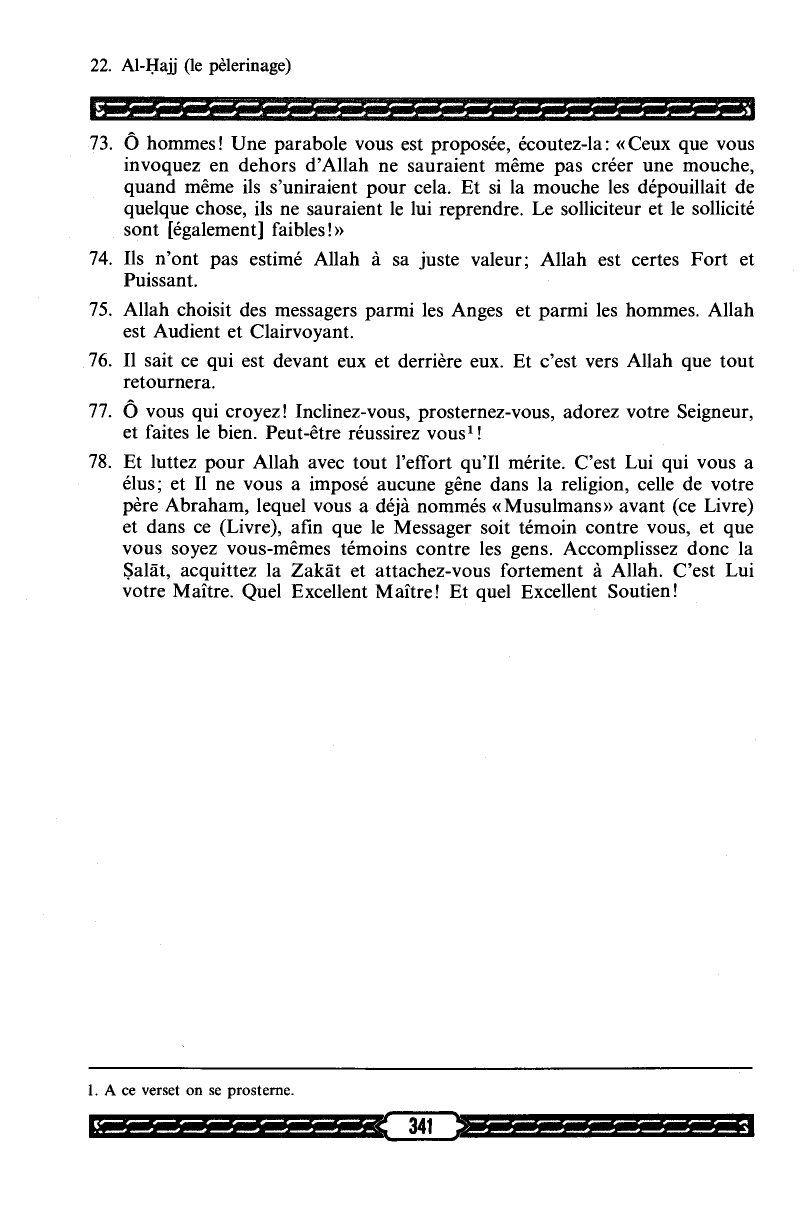 22. Al-Ḥajj (le pèlerinage)
73. Ô hommes! Une parabole vous est proposée, écoutez-la: «Ceux que vous
invoquez en dehors d'Allah ne sauraient même pas créer une mouche,
quand même ils s'uniraient pour cela. Et si la mouche les dépouillait de
quelque chose, ils ne sauraient le lui reprendre. Le solliciteur et le sollicité
sont [également] faibles!»
74. Ils n'ont pas estimé Allah à sa juste valeur; Allah est certes Fort et
Puissant.
75. Allah choisit des messagers parmi les Anges et parmi les hommes. Allah
est Audient et Clairvoyant.
76. Il sait ce qui est devant eux et derrière eux. Et c'est vers Allah que tout
retournera.
77. Ô vous qui croyez! Inclinez-vous, prosternez-vous, adorez votre Seigneur,
et faites le bien. Peut-être réussirez vous¹!
78. Et luttez pour Allah avec tout l'effort qu'Il mérite. C'est Lui qui vous a
élus; et Il ne vous a imposé aucune gêne dans la religion, celle de votre
père Abraham, lequel vous a déjà nommés «Musulmans» avant (ce Livre)
et dans ce (Livre), afin que le Messager soit témoin contre vous, et que
vous soyez vous-mêmes témoins contre les gens. Accomplissez donc la
Ṣalāt, acquittez la Zakāt et attachez-vous fortement à Allah. C'est Lui
votre Maître. Quel Excellent Maître! Et quel Excellent Soutien!
1. A ce verset on se prosterne.
341